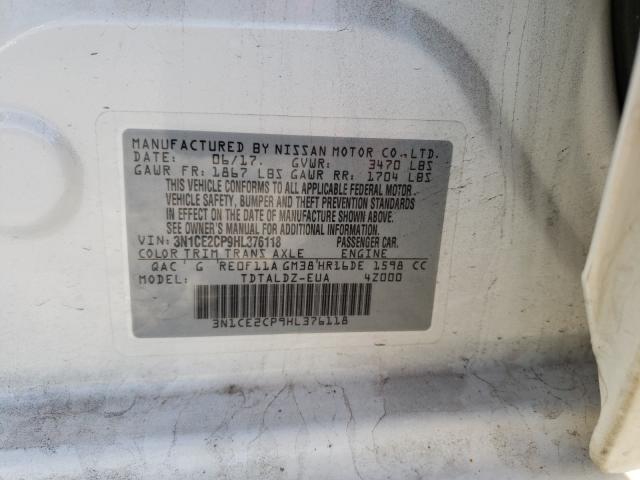 MANUFACTURED BY NISSAN MOTOR CO.,LTD.
DATE: 06/17. GVWR: 3470 LBS
GAWR FR: 1867 LBS GAWR RR: 1704 LBS
THIS VEHICLE CONFORMS TO ALL APPLICABLE FEDERAL MOTOR
VEHICLE SAFETY, BUMPER AND THEFT PREVENTION STANDARDS IN
EFFECT ON THE DATE OF MANUFACTURE SHOWN ABOVE.
SEE OWNER'S MANUAL FOR ADDITIONAL INFORMATION.
VIN: 3N1CE2CP9HL376118 PASSENGER CAR.
COLOR TRIM TRANS AXLE ENGINE
QAC G RE0F11A GM38 HR16DE 1598 CC
MODEL: TDTALDZ-EUA 4Z000
3N1CE2CP9HL376118